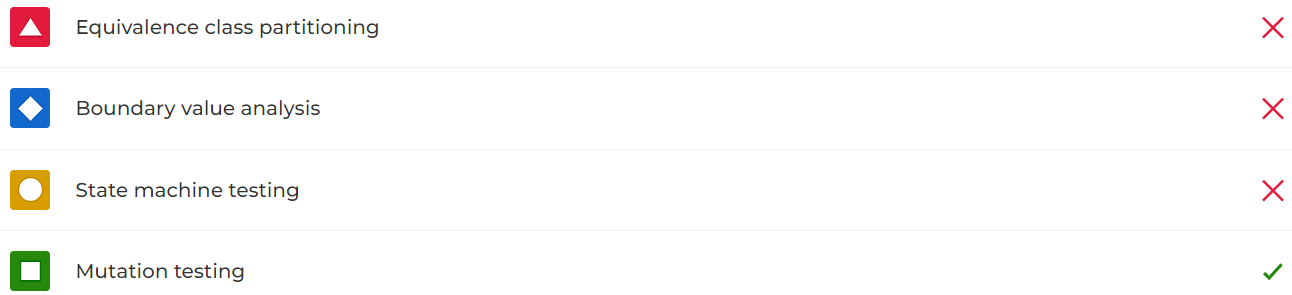 Equivalence class partitioning
Boundary value analysis
State machine testing
Mutation testing